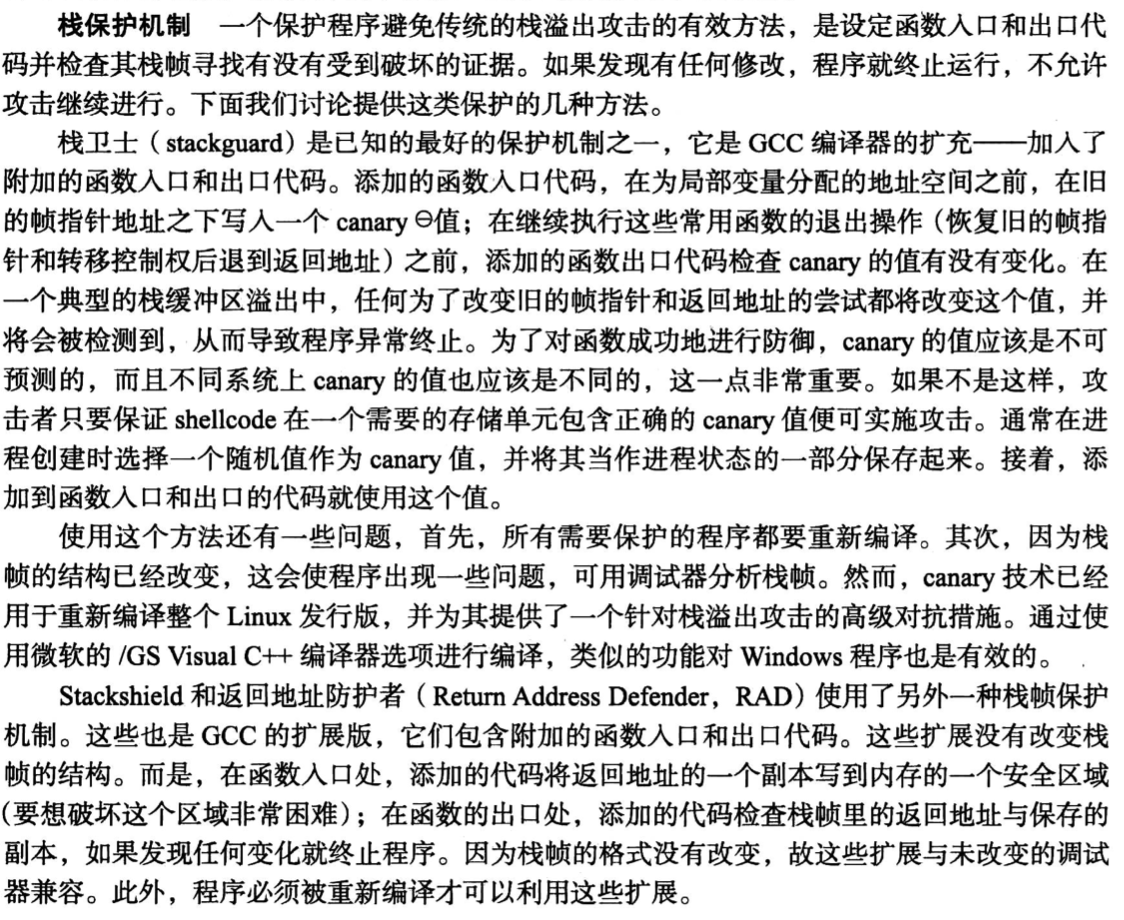 栈保护机制 一个保护程序避免传统的栈溢出攻击的有效方法，是设定函数入口和出口代
码并检查其栈帧寻找有没有受到破坏的证据。如果发现有任何修改，程序就终止运行，不允许
攻击继续进行。下面我们讨论提供这类保护的几种方法。
栈卫士（stackguard）是已知的最好的保护机制之一，它是 GCC 编译器的扩充——加入了
附加的函数入口和出口代码。添加的函数入口代码，在为局部变量分配的地址空间之前，在旧
的帧指针地址之下写入一个 canary ⊖值；在继续执行这些常用函数的退出操作（恢复旧的帧指
针和转移控制权后退到返回地址）之前，添加的函数出口代码检查 canary 的值有没有变化。在
一个典型的栈缓冲区溢出中，任何为了改变旧的帧指针和返回地址的尝试都将改变这个值，并
将会被检测到，从而导致程序异常终止。为了对函数成功地进行防御，canary 的值应该是不可
预测的，而且不同系统上 canary 的值也应该是不同的，这一点非常重要。如果不是这样，攻
击者只要保证 shellcode 在一个需要的存储单元包含正确的 canary 值便可实施攻击。通常在进
程创建时选择一个随机值作为 canary 值，并将其当作进程状态的一部分保存起来。接着，添
加到函数入口和出口的代码就使用这个值。
使用这个方法还有一些问题，首先，所有需要保护的程序都要重新编译。其次，因为栈
帧的结构已经改变，这会使程序出现一些问题，可用调试器分析栈帧。然而，canary 技术已经
用于重新编译整个 Linux 发行版，并为其提供了一个针对栈溢出攻击的高级对抗措施。通过使
用微软的 /GS Visual C++ 编译器选项进行编译，类似的功能对 Windows 程序也是有效的。
Stackshield 和返回地址防护者（Return Address Defender，RAD）使用了另外一种栈帧保护
机制。这些也是 GCC 的扩展版，它们包含附加的函数入口和出口代码。这些扩展没有改变栈
帧的结构。而是，在函数入口处，添加的代码将返回地址的一个副本写到内存的一个安全区域
(要想破坏这个区域非常困难)；在函数的出口处，添加的代码检查栈帧里的返回地址与保存的
副本，如果发现任何变化就终止程序。因为栈帧的格式没有改变，故这些扩展与未改变的调试
器兼容。此外，程序必须被重新编译才可以利用这些扩展。